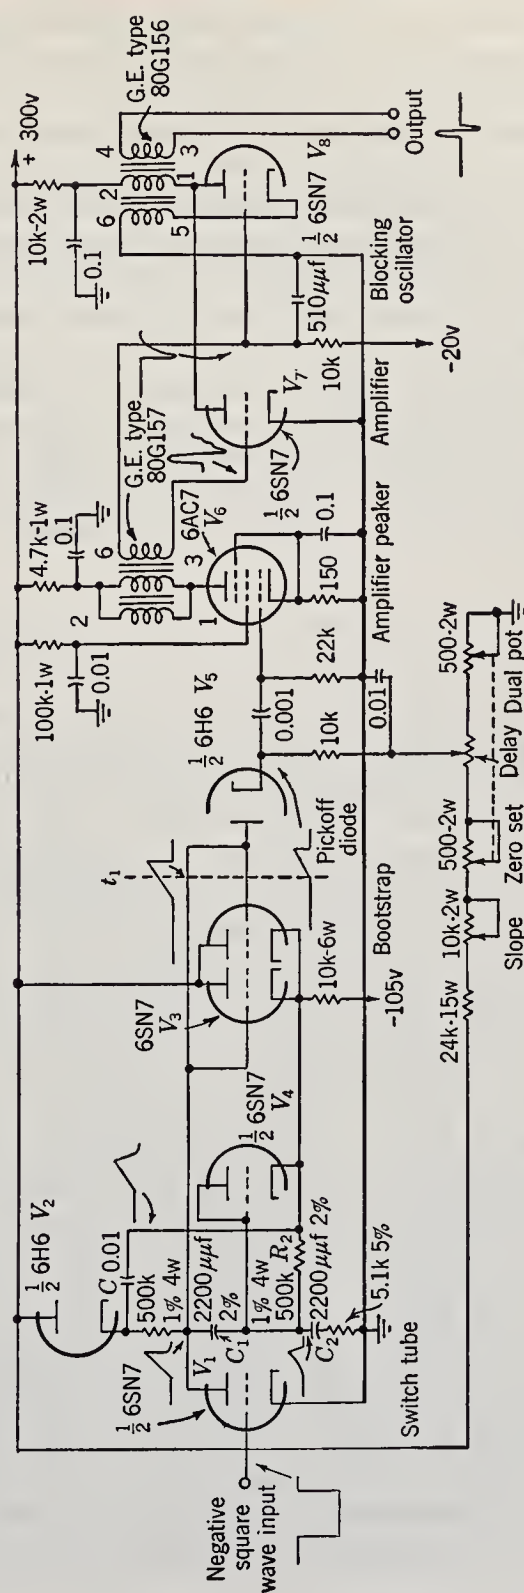 Negative
square
wave input
½ 6SN7
V₁
½ 6H6 V₂
C 0.01
500k
1% 4w
2200μμf
2%
C₁
1% 4w
500k R₂
2200μμf 2%
C₂
5.1k 5%
Switch tube
½ 6SN7
V₄
6SN7
V₃
10k-6w
-105v
Bootstrap
t₁
Pickoff
diode
½ 6H6 V₅
0.001
10k
22k
0.01
100k-1w
0.01
4.7k-1w
0.1
2
1
6
3
G.E. type
80G157
6AC7
V₆
150
0.1
Amplifier peaker
½ 6SN7
V₇
Amplifier
10k
-20v
510μμf
Blocking
oscillator
½ 6SN7
V₈
10k-2w
0.1
+ 300v
6
2
4
5
1
3
G.E. type
80G156
Output
24k-15w
10k-2w
Slope
500-2w
Zero set
Delay
500-2w
Dual pot